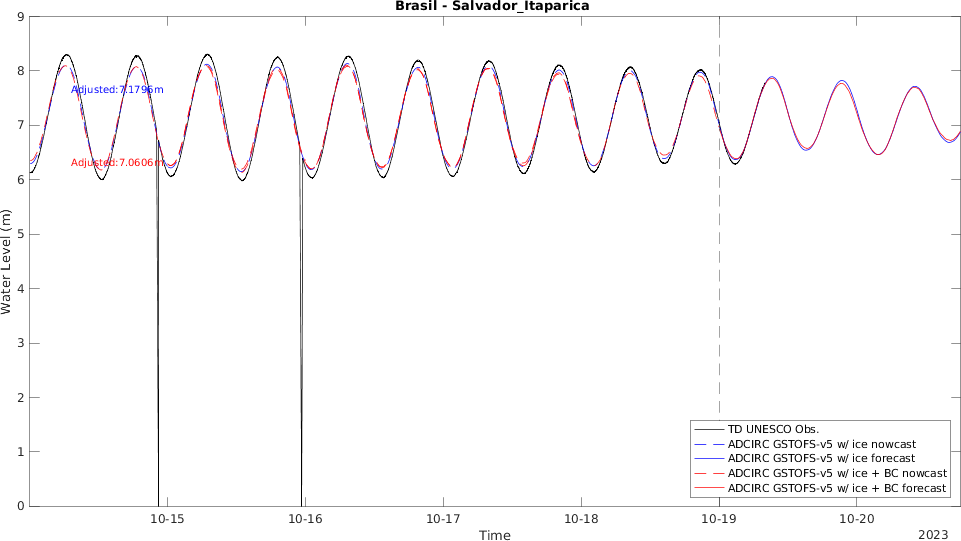 Brasil - Salvador_Itaparica
9
8
7
6
5
4
3
2
1
0
Water Level (m)
Adjusted:7.1796m
Adjusted:7.0606m
TD UNESCO Obs.
ADCIRC GSTOFS-v5 w/ ice nowcast
ADCIRC GSTOFS-v5 w/ ice forecast
ADCIRC GSTOFS-v5 w/ ice + BC nowcast
ADCIRC GSTOFS-v5 w/ ice + BC forecast
10-15
10-16
10-17
10-18
10-19
10-20
Time
2023